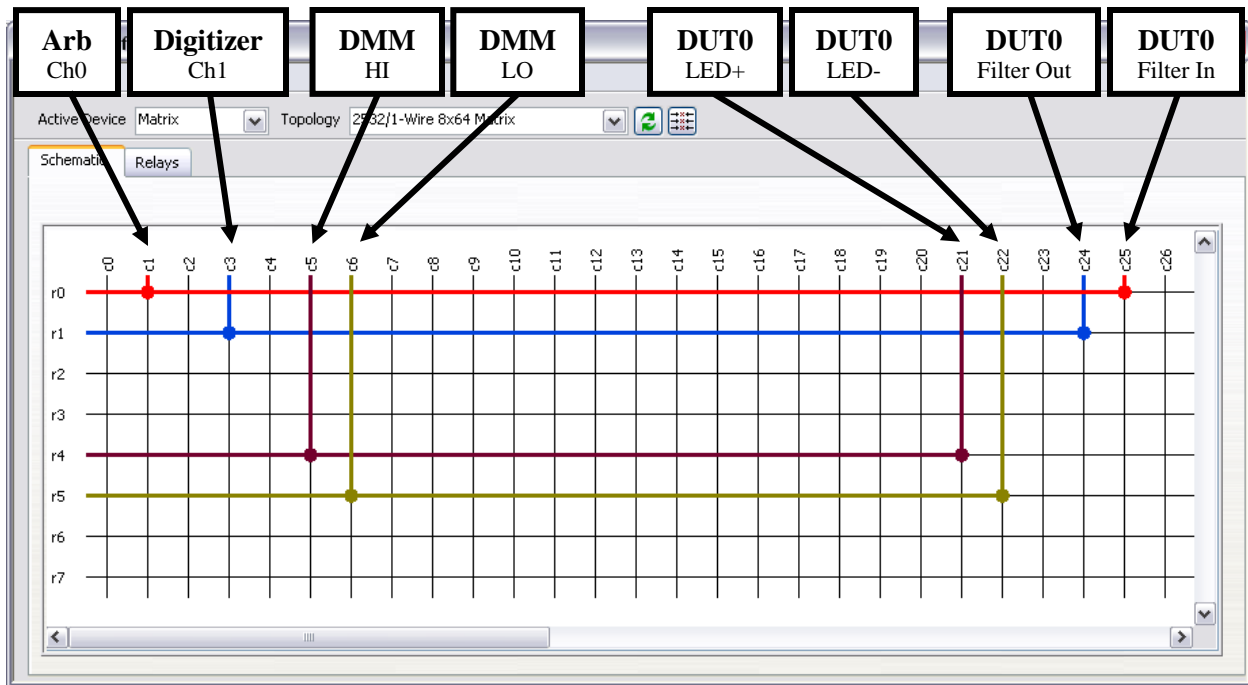 Arb
Ch0
Digitizer
Ch1
DMM
HI
DMM
LO
DUT0
LED+
DUT0
LED-
DUT0
Filter Out
DUT0
Filter In
Active Device Matrix Topology 2532/1-Wire 8x64 Matrix
Schematic Relays
c0 c1 c2 c3 c4 c5 c6 c7 c8 c9 c10 c11 c12 c13 c14 c15 c16 c17 c18 c19 c20 c21 c22 c23 c24 c25 c26
r0
r1
r2
r3
r4
r5
r6
r7